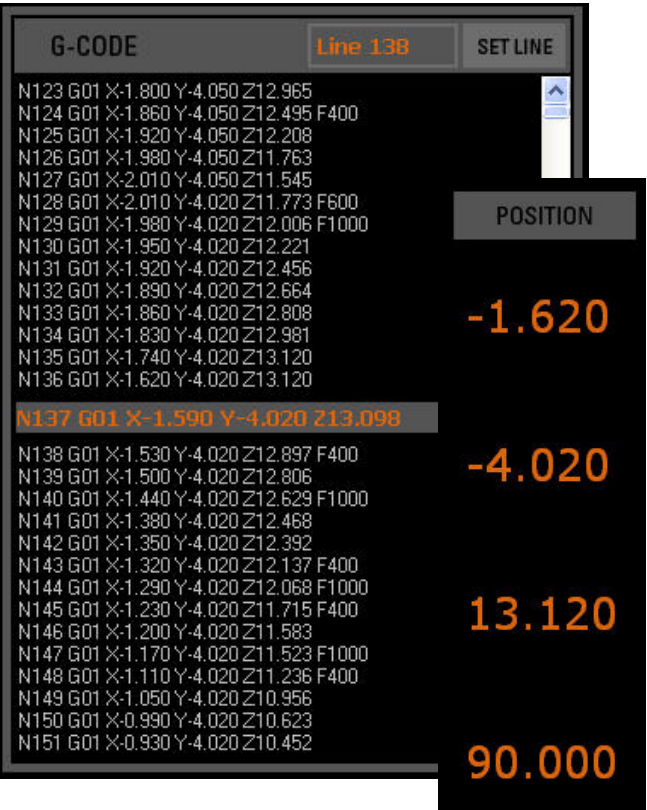 G-CODE
Line 138
SET LINE
N123 G01 X-1.800 Y-4.050 Z12.965
N124 G01 X-1.860 Y-4.050 Z12.495 F400
N125 G01 X-1.920 Y-4.050 Z12.208
N126 G01 X-1.980 Y-4.050 Z11.763
N127 G01 X-2.010 Y-4.050 Z11.545
N128 G01 X-2.010 Y-4.020 Z11.773 F600
N129 G01 X-1.980 Y-4.020 Z12.006 F1000
N130 G01 X-1.950 Y-4.020 Z12.221
N131 G01 X-1.920 Y-4.020 Z12.456
N132 G01 X-1.890 Y-4.020 Z12.664
N133 G01 X-1.860 Y-4.020 Z12.808
N134 G01 X-1.830 Y-4.020 Z12.981
N135 G01 X-1.740 Y-4.020 Z13.120
N136 G01 X-1.620 Y-4.020 Z13.120
N137 G01 X-1.590 Y-4.020 Z13.098
N138 G01 X-1.530 Y-4.020 Z12.897 F400
N139 G01 X-1.500 Y-4.020 Z12.806
N140 G01 X-1.440 Y-4.020 Z12.629 F1000
N141 G01 X-1.380 Y-4.020 Z12.468
N142 G01 X-1.350 Y-4.020 Z12.392
N143 G01 X-1.320 Y-4.020 Z12.137 F400
N144 G01 X-1.290 Y-4.020 Z12.068 F1000
N145 G01 X-1.230 Y-4.020 Z11.715 F400
N146 G01 X-1.200 Y-4.020 Z11.583
N147 G01 X-1.170 Y-4.020 Z11.523 F1000
N148 G01 X-1.110 Y-4.020 Z11.236 F400
N149 G01 X-1.050 Y-4.020 Z10.956
N150 G01 X-0.990 Y-4.020 Z10.623
N151 G01 X-0.930 Y-4.020 Z10.452
POSITION
-1.620
-4.020
13.120
90.000